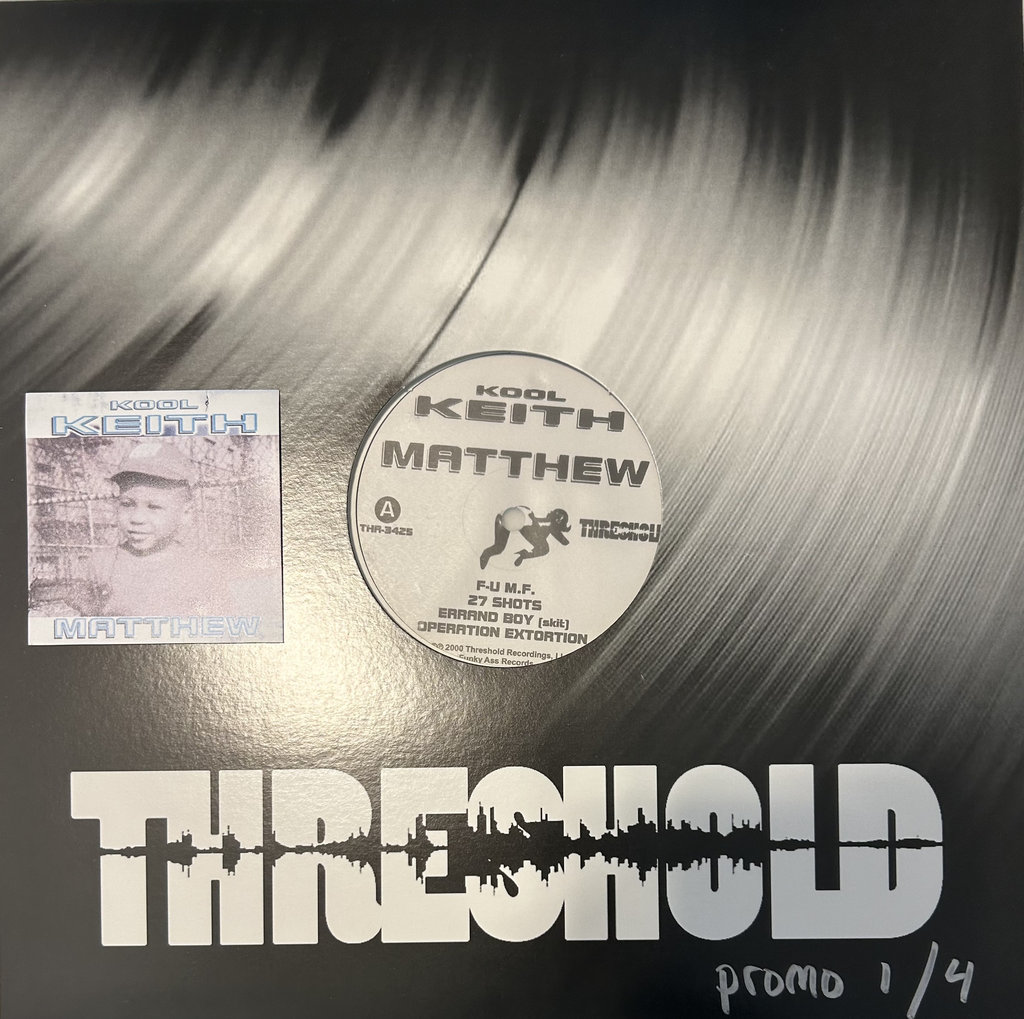 KOOL
KEITH
MATTHEW
KOOL
KEITH
MATTHEW
A
THR-3425
THRESHOL
F-U M.F.
27 SHOTS
ERRAND BOY [skit]
OPERATION EXTORTION
2000 Threshold Recordings,
Funky Ass Records
THRESHOLD
promo 1/4